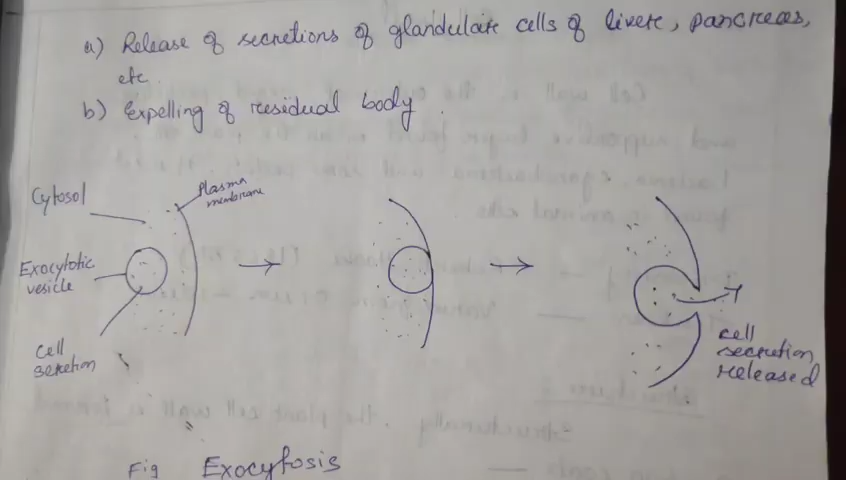 a) Release of secretions of glandulare cells of livere, pancreas,
etc.
b) Expelling of residual body.
Cytosol
Plasma
membrane
Exocytotic
vesicle
Cell
secretion
cell
secretion
released
Fig Exocytosis